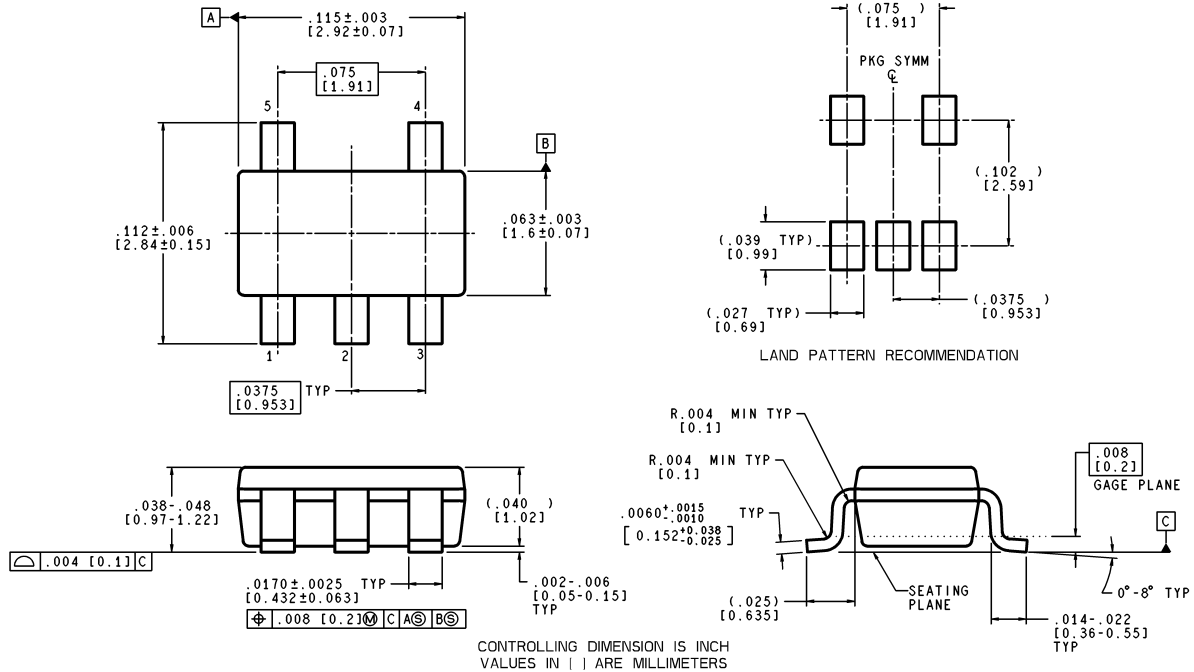 A
.115±.003
[2.92±0.07]
.075
[1.91]
5
4
B
.112±.006
[2.84±0.15]
.063±.003
[1.6±0.07]
1
2
3
.0375 TYP
[0.953]
(.075 )
[1.91]
PKG SYMM
℄
(.102 )
[2.59]
(.039 TYP)
[0.99]
(.027 TYP)
[0.69]
(.0375 )
[0.953]
LAND PATTERN RECOMMENDATION
.038-.048
[0.97-1.22]
(.040 )
[1.02]
⌓ .004 [0.1] C
.0170±.0025 TYP
[0.432±0.063]
⌖ .008 [0.2]Ⓜ C AⓈ BⓈ
.002-.006
[0.05-0.15]
TYP
R.004 MIN TYP
[0.1]
R.004 MIN TYP
[0.1]
.0060+.0015 -.0010 TYP
[0.152+0.038 -0.025]
.008
[0.2]
GAGE PLANE
C
SEATING
PLANE
0°-8° TYP
(.025)
[0.635]
.014-.022
[0.36-0.55]
TYP
CONTROLLING DIMENSION IS INCH
VALUES IN [ ] ARE MILLIMETERS